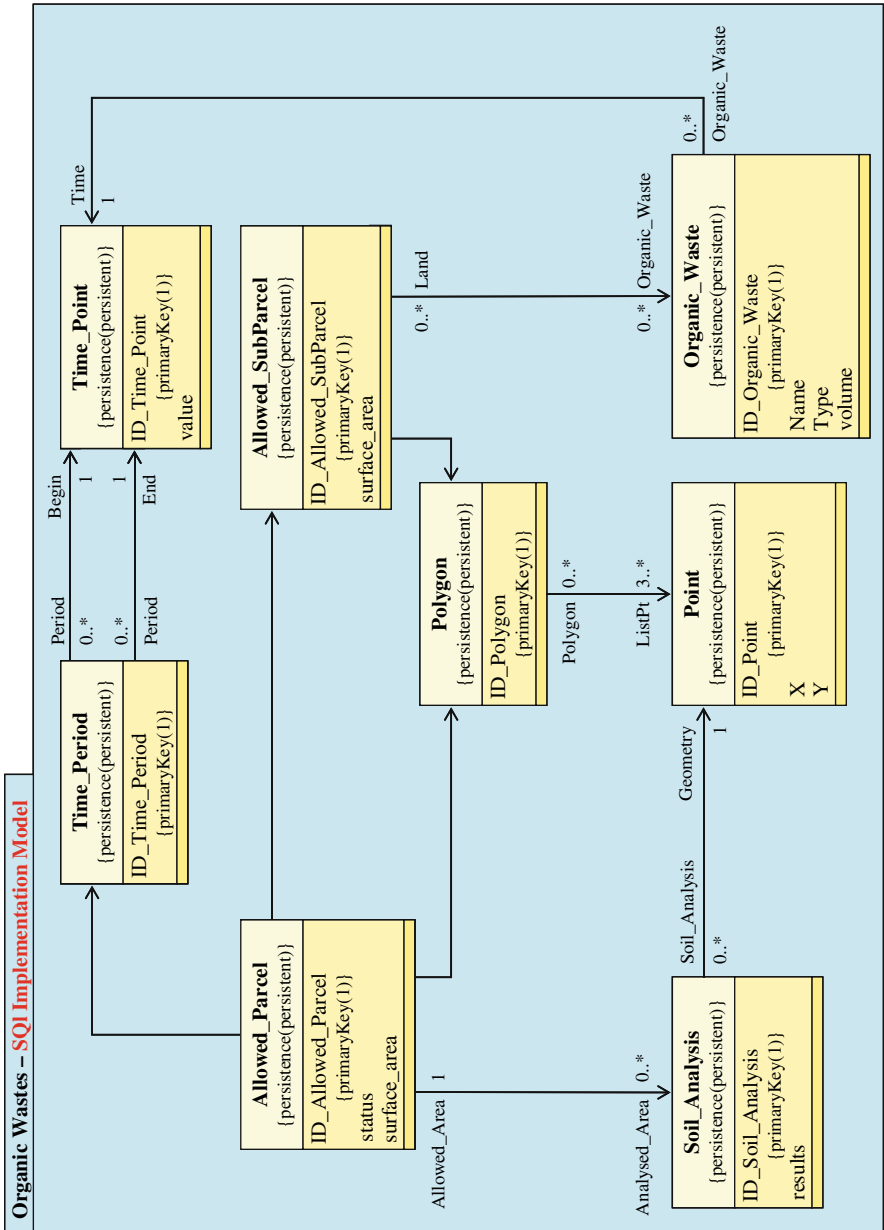 Organic Wastes – SQl Implementation Model
Time_Period
{persistence(persistent)}
ID_Time_Period
{primaryKey(1)}
Period
0..*
Begin
1
0..*
Period
1
End
Time_Point
{persistence(persistent)}
ID_Time_Point
{primaryKey(1)}
value
Time
1
Allowed_Parcel
{persistence(persistent)}
ID_Allowed_Parcel
{primaryKey(1)}
status
surface_area
Allowed_SubParcel
{persistence(persistent)}
ID_Allowed_SubParcel
{primaryKey(1)}
surface_area
0..*
Land
Polygon
{persistence(persistent)}
ID_Polygon
{primaryKey(1)}
Allowed_Area
1
Polygon
0..*
Analysed_Area
0..*
ListPt
3..*
0..*
Organic_Waste
0..*
Organic_Waste
Soil_Analysis
{persistence(persistent)}
ID_Soil_Analysis
{primaryKey(1)}
results
Soil_Analysis
0..*
Geometry
1
Point
{persistence(persistent)}
ID_Point
{primaryKey(1)}
X
Y
Organic_Waste
{persistence(persistent)}
ID_Organic_Waste
{primaryKey(1)}
Name
Type
volume